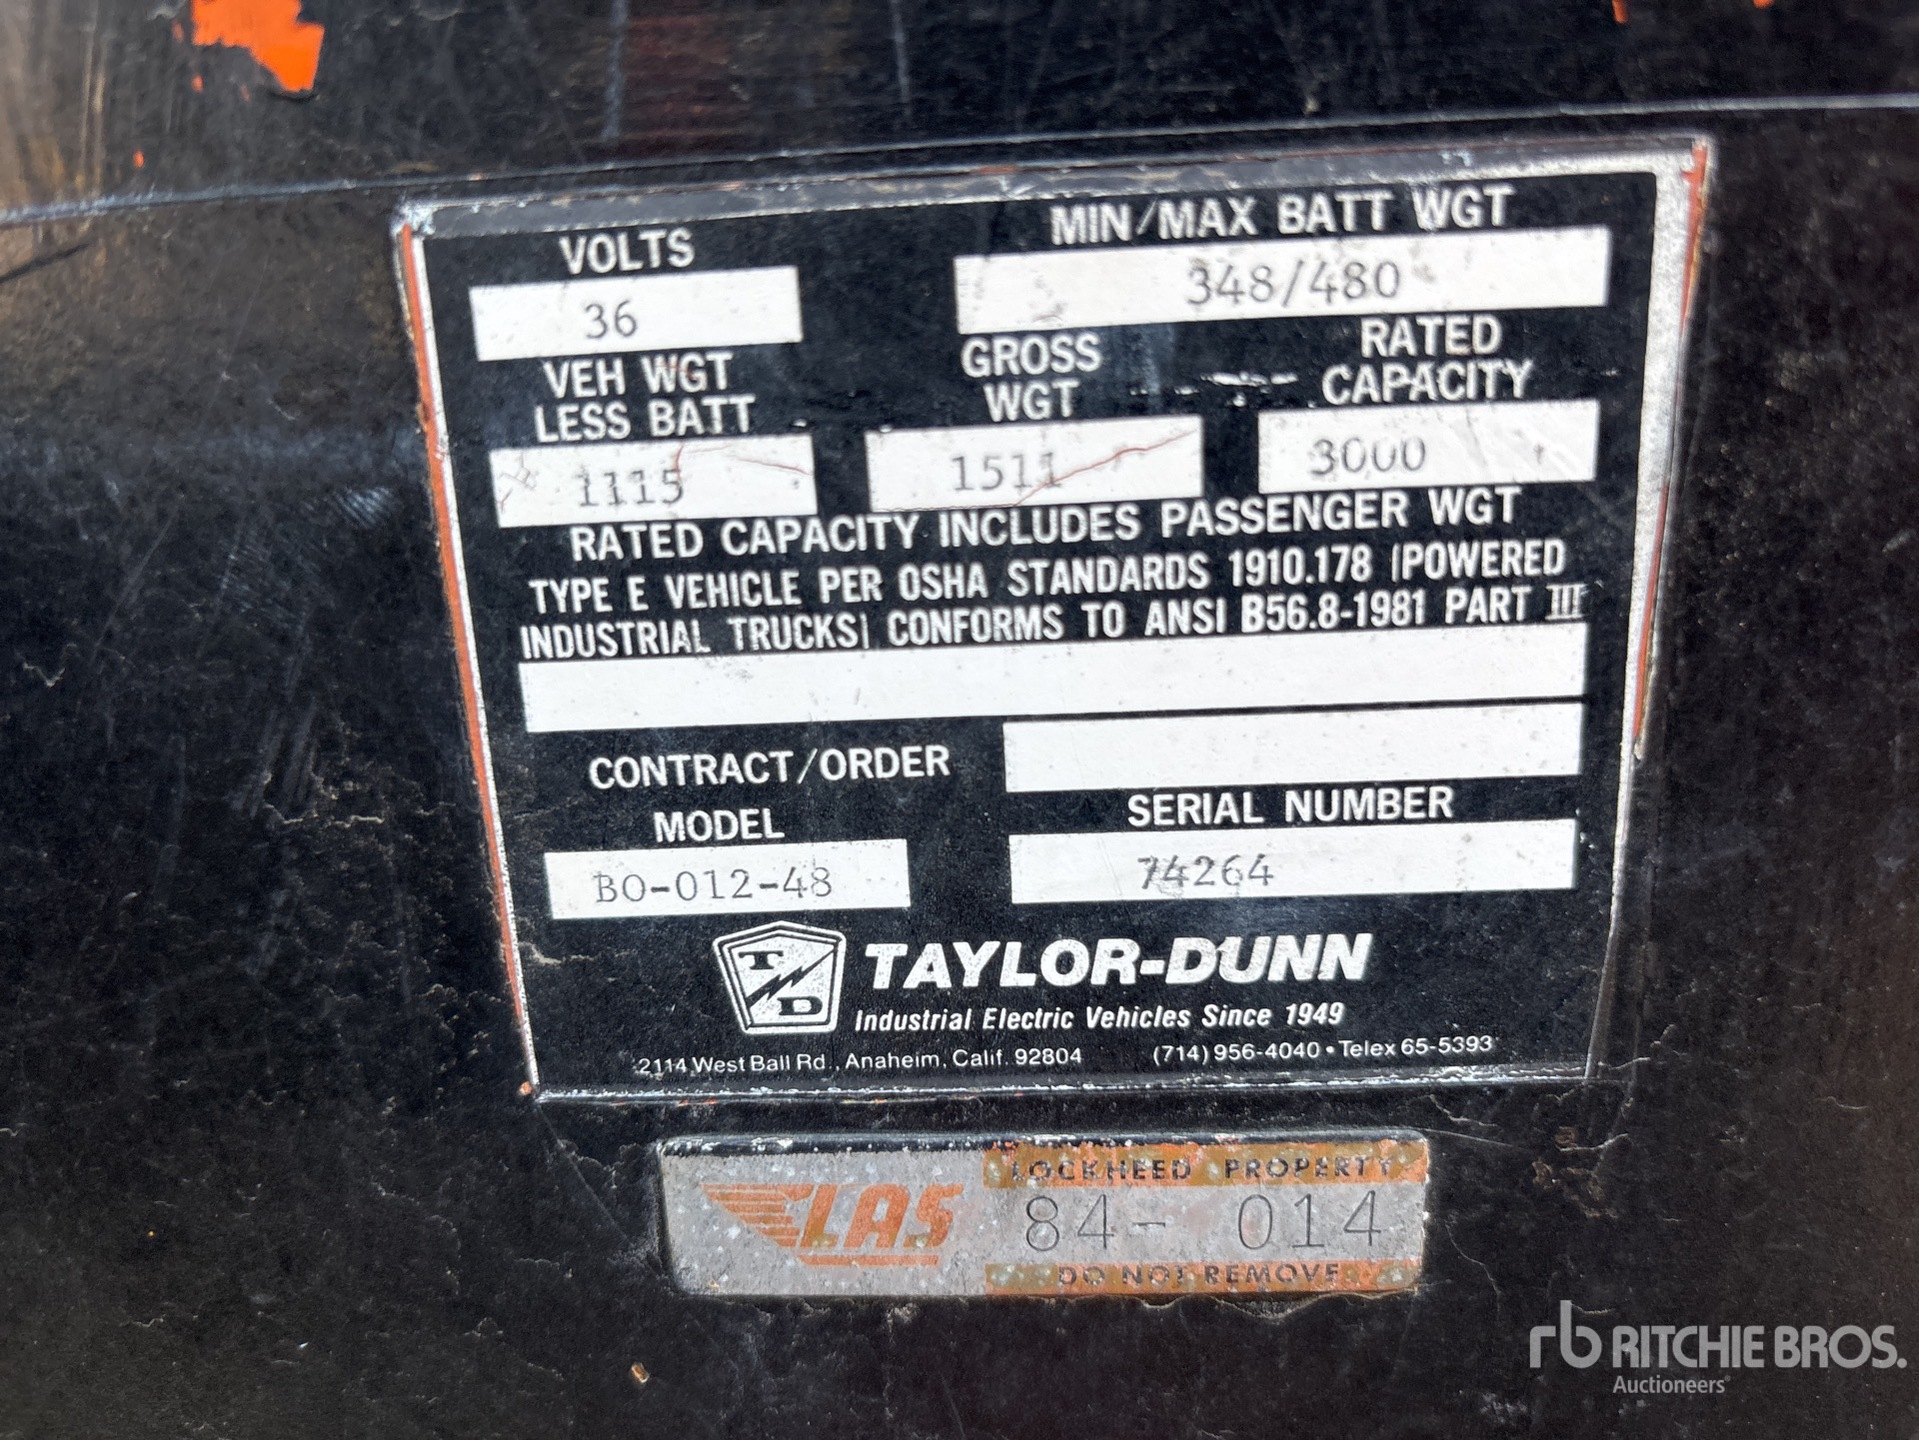 VOLTS
36
MIN/MAX BATT WGT
348/480
VEH WGT
LESS BATT
1115
GROSS
WGT
1511
RATED
CAPACITY
3000
RATED CAPACITY INCLUDES PASSENGER WGT
TYPE E VEHICLE PER OSHA STANDARDS 1910.178 (POWERED
INDUSTRIAL TRUCKS) CONFORMS TO ANSI B56.8-1981 PART III
CONTRACT/ORDER
MODEL
BO-012-48
SERIAL NUMBER
74264
T D
TAYLOR-DUNN
Industrial Electric Vehicles Since 1949
2114 West Ball Rd., Anaheim, Calif. 92804 (714) 956-4040 • Telex 65-5393
LAS
LOCKHEED PROPERTY
84- 014
DO NOT REMOVE
rb RITCHIE BROS.
Auctioneers